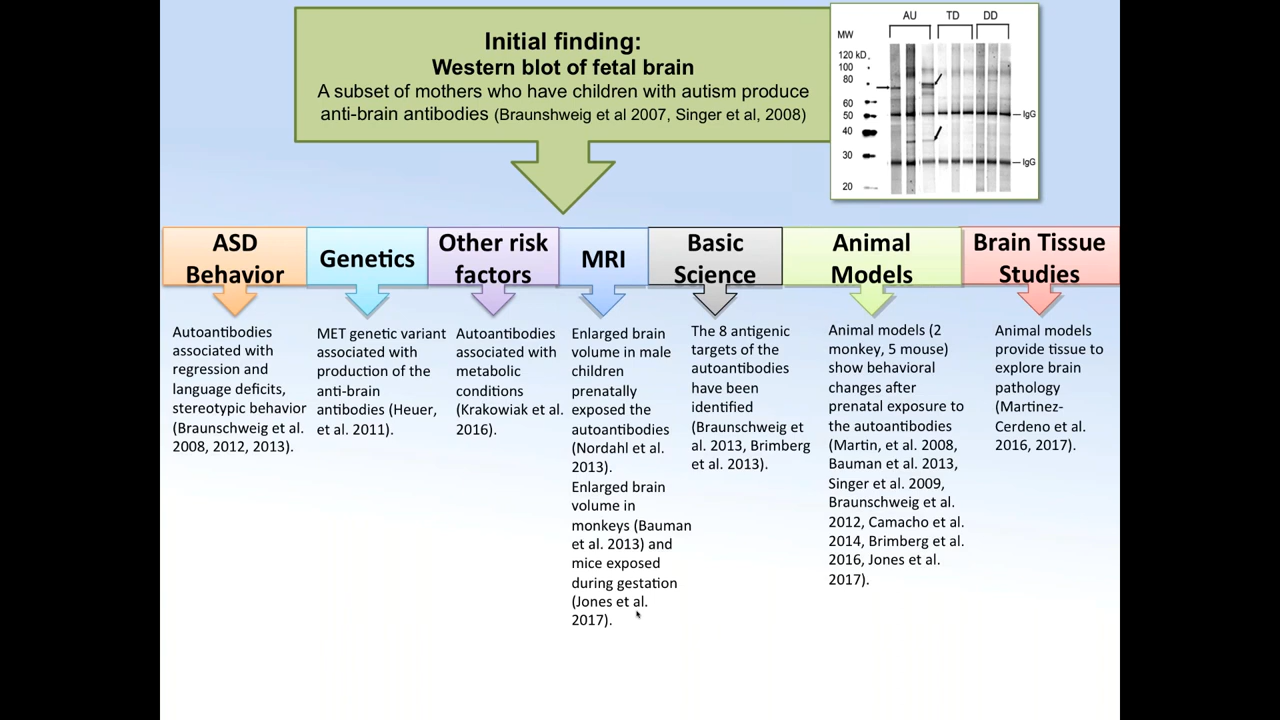 Initial finding:
Western blot of fetal brain
A subset of mothers who have children with autism produce
anti-brain antibodies (Braunshweig et al 2007, Singer et al, 2008)
AU
TD
DD
MW
120 kD
100
80
60
50
40
30
20
IgG
IgG
ASD
Behavior
Genetics
Other risk
factors
MRI
Basic
Science
Animal
Models
Brain Tissue
Studies
Autoantibodies
associated with
regression and
language deficits,
stereotypic behavior
(Braunschweig et al.
2008, 2012, 2013).
MET genetic variant
associated with
production of the
anti-brain
antibodies (Heuer,
et al. 2011).
Autoantibodies
associated with
metabolic
conditions
(Krakowiak et al.
2016).
Enlarged brain
volume in male
children
prenatally
exposed the
autoantibodies
(Nordahl et al.
2013).
Enlarged brain
volume in
monkeys (Bauman
et al. 2013) and
mice exposed
during gestation
(Jones et al.
2017).
The 8 antigenic
targets of the
autoantibodies
have been
identified
(Braunschweig et
al. 2013, Brimberg
et al. 2013).
Animal models (2
monkey, 5 mouse)
show behavioral
changes after
prenatal exposure to
the autoantibodies
(Martin, et al. 2008,
Bauman et al. 2013,
Singer et al. 2009,
Braunschweig et al.
2012, Camacho et al.
2014, Brimberg et al.
2016, Jones et al.
2017).
Animal models
provide tissue to
explore brain
pathology
(Martinez-
Cerdeno et al.
2016, 2017).